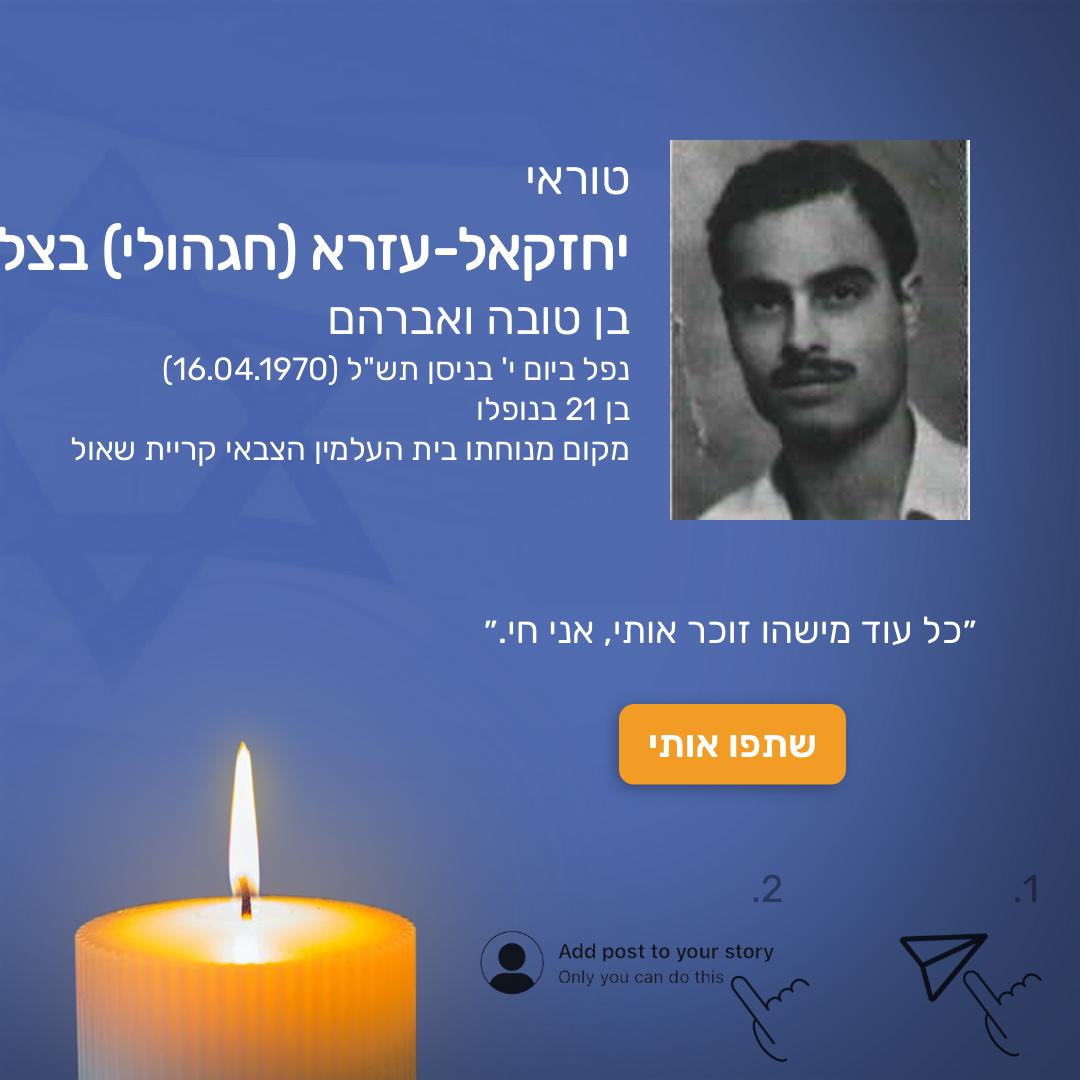 טוראי
יחזקאל-עזרא (חגהולי) בצל
בן טובה ואברהם
נפל ביום י' בניסן תש"ל (16.04.1970)
בן 21 בנופלו
מקום מנוחתו בית העלמין הצבאי קריית שאול
״כל עוד מישהו זוכר אותי, אני חי.״
שתפו אותי
.1
.2
Add post to your story
Only you can do this